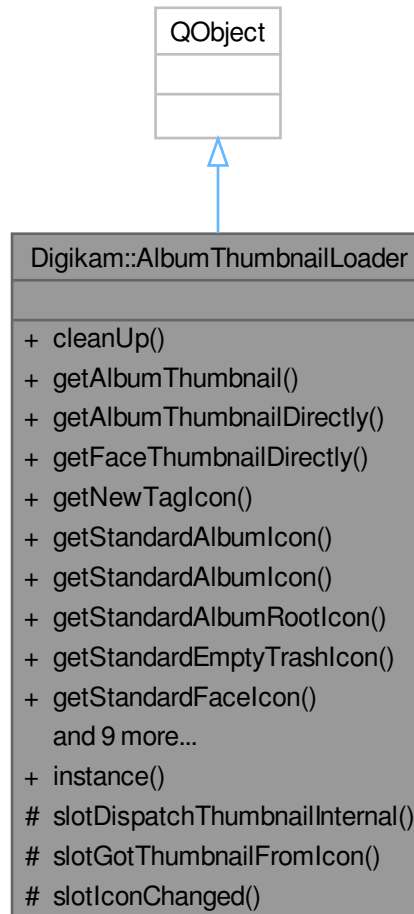 QObject
Digikam::AlbumThumbnailLoader
+ cleanUp()
+ getAlbumThumbnail()
+ getAlbumThumbnailDirectly()
+ getFaceThumbnailDirectly()
+ getNewTagIcon()
+ getStandardAlbumIcon()
+ getStandardAlbumIcon()
+ getStandardAlbumRootIcon()
+ getStandardEmptyTrashIcon()
+ getStandardFaceIcon()
and 9 more...
+ instance()
# slotDispatchThumbnailInternal()
# slotGotThumbnailFromIcon()
# slotIconChanged()